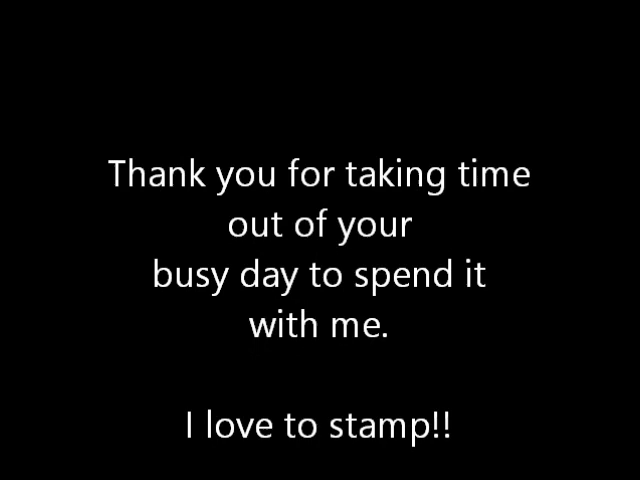 Thank you for taking time
out of your
busy day to spend it
with me.
I love to stamp!!